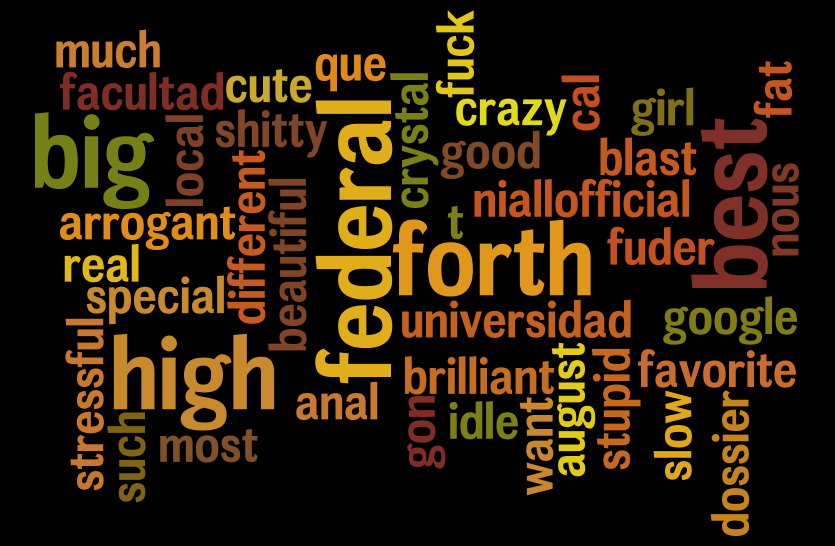 much
facultad
cute
que
fuck
crystal
crazy
cal
girl
fat
big
local
shitty
federal
good
blast
best
nous
different
beautiful
niallofficial
arrogant
t
forth
fuder
real
special
universidad
google
stressful
high
brilliant
august
stupid
favorite
anal
gon
idle
want
slow
dossier
such
most